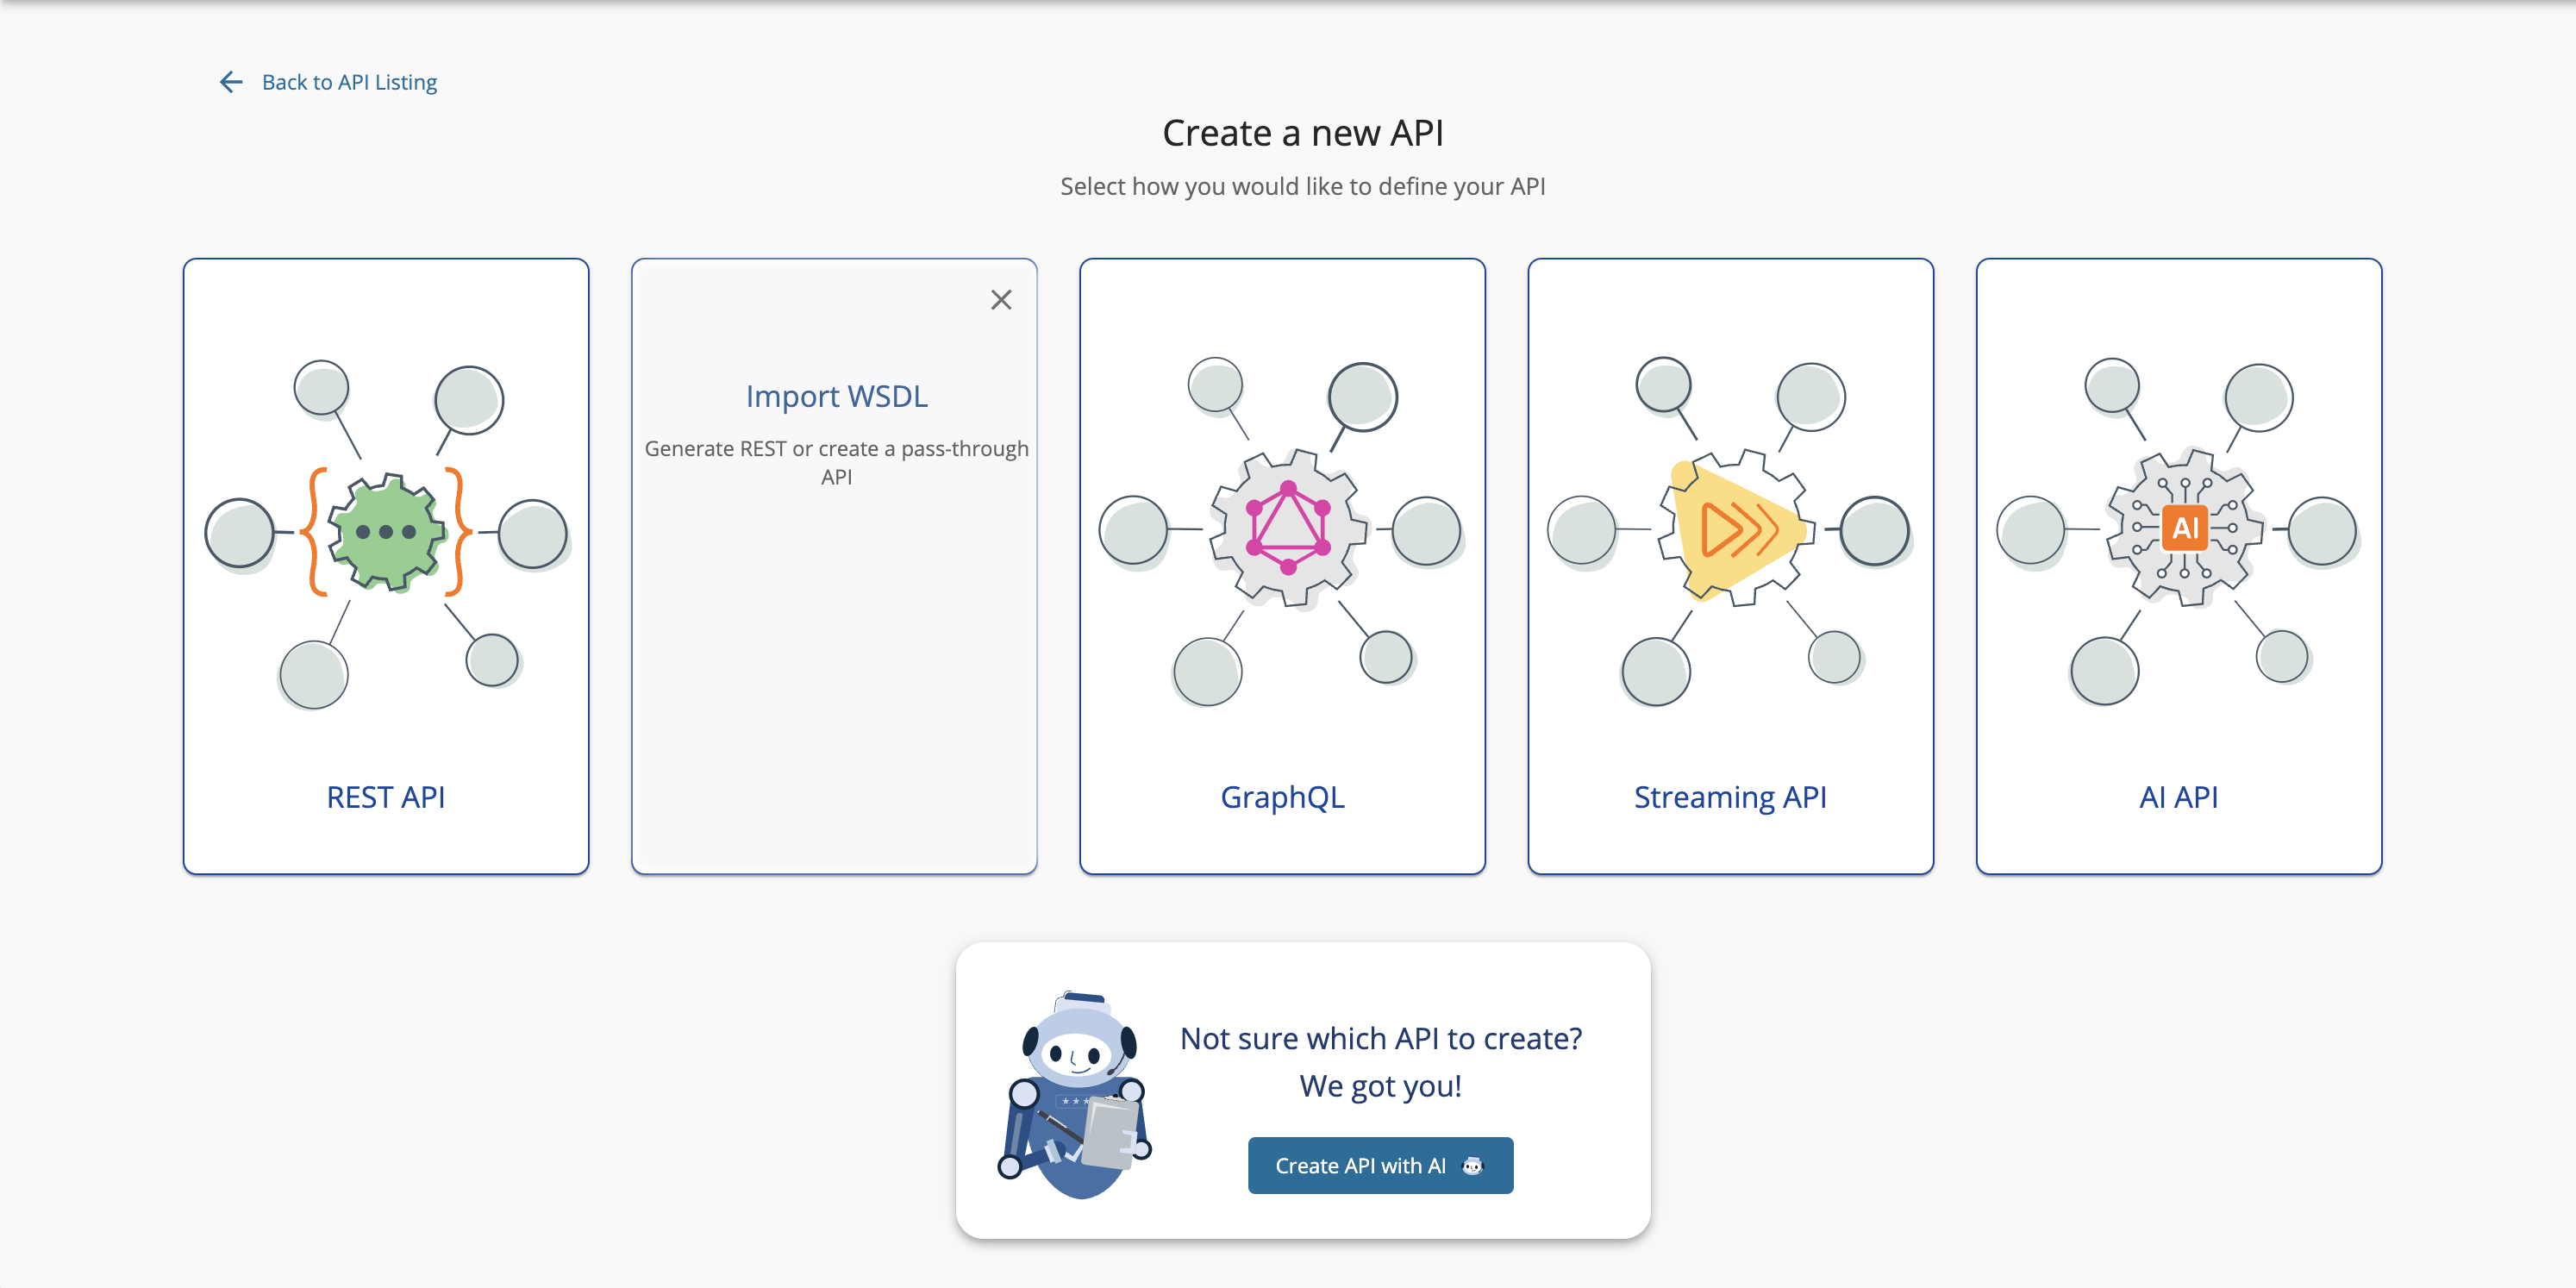 Back to API Listing
Create a new API
Select how you would like to define your API
Import WSDL
Generate REST or create a pass-through
API
AI
REST API
GraphQL
Streaming API
AI API
Not sure which API to create?
We got you!
Create API with AI